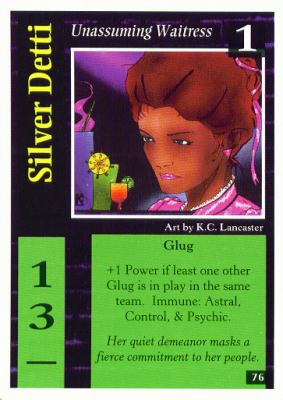 Silver Detti
Unassuming Waitress
1
Art by K.C. Lancaster
Glug
+1 Power if least one other
Glug is in play in the same
team. Immune: Astral,
Control, & Psychic.
Her quiet demeanor masks a
fierce commitment to her people.
1
3
—
76